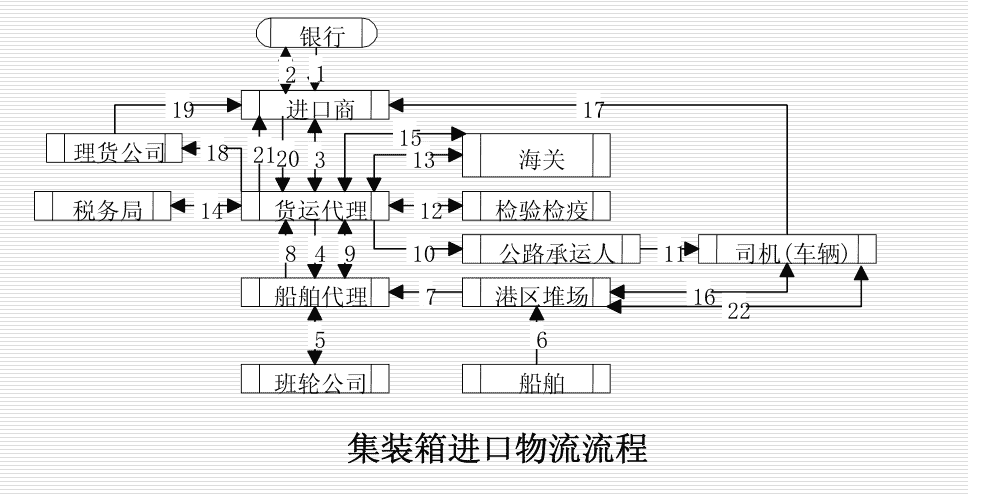 银行
2 1
进口商
19
17
理货公司
18
21
20
3
15
13
海关
税务局
14
货运代理
12
检验检疫
8
4
9
10
公路承运人
11
司机(车辆)
船舶代理
7
港区堆场
16
22
5
6
班轮公司
船舶
集装箱进口物流流程